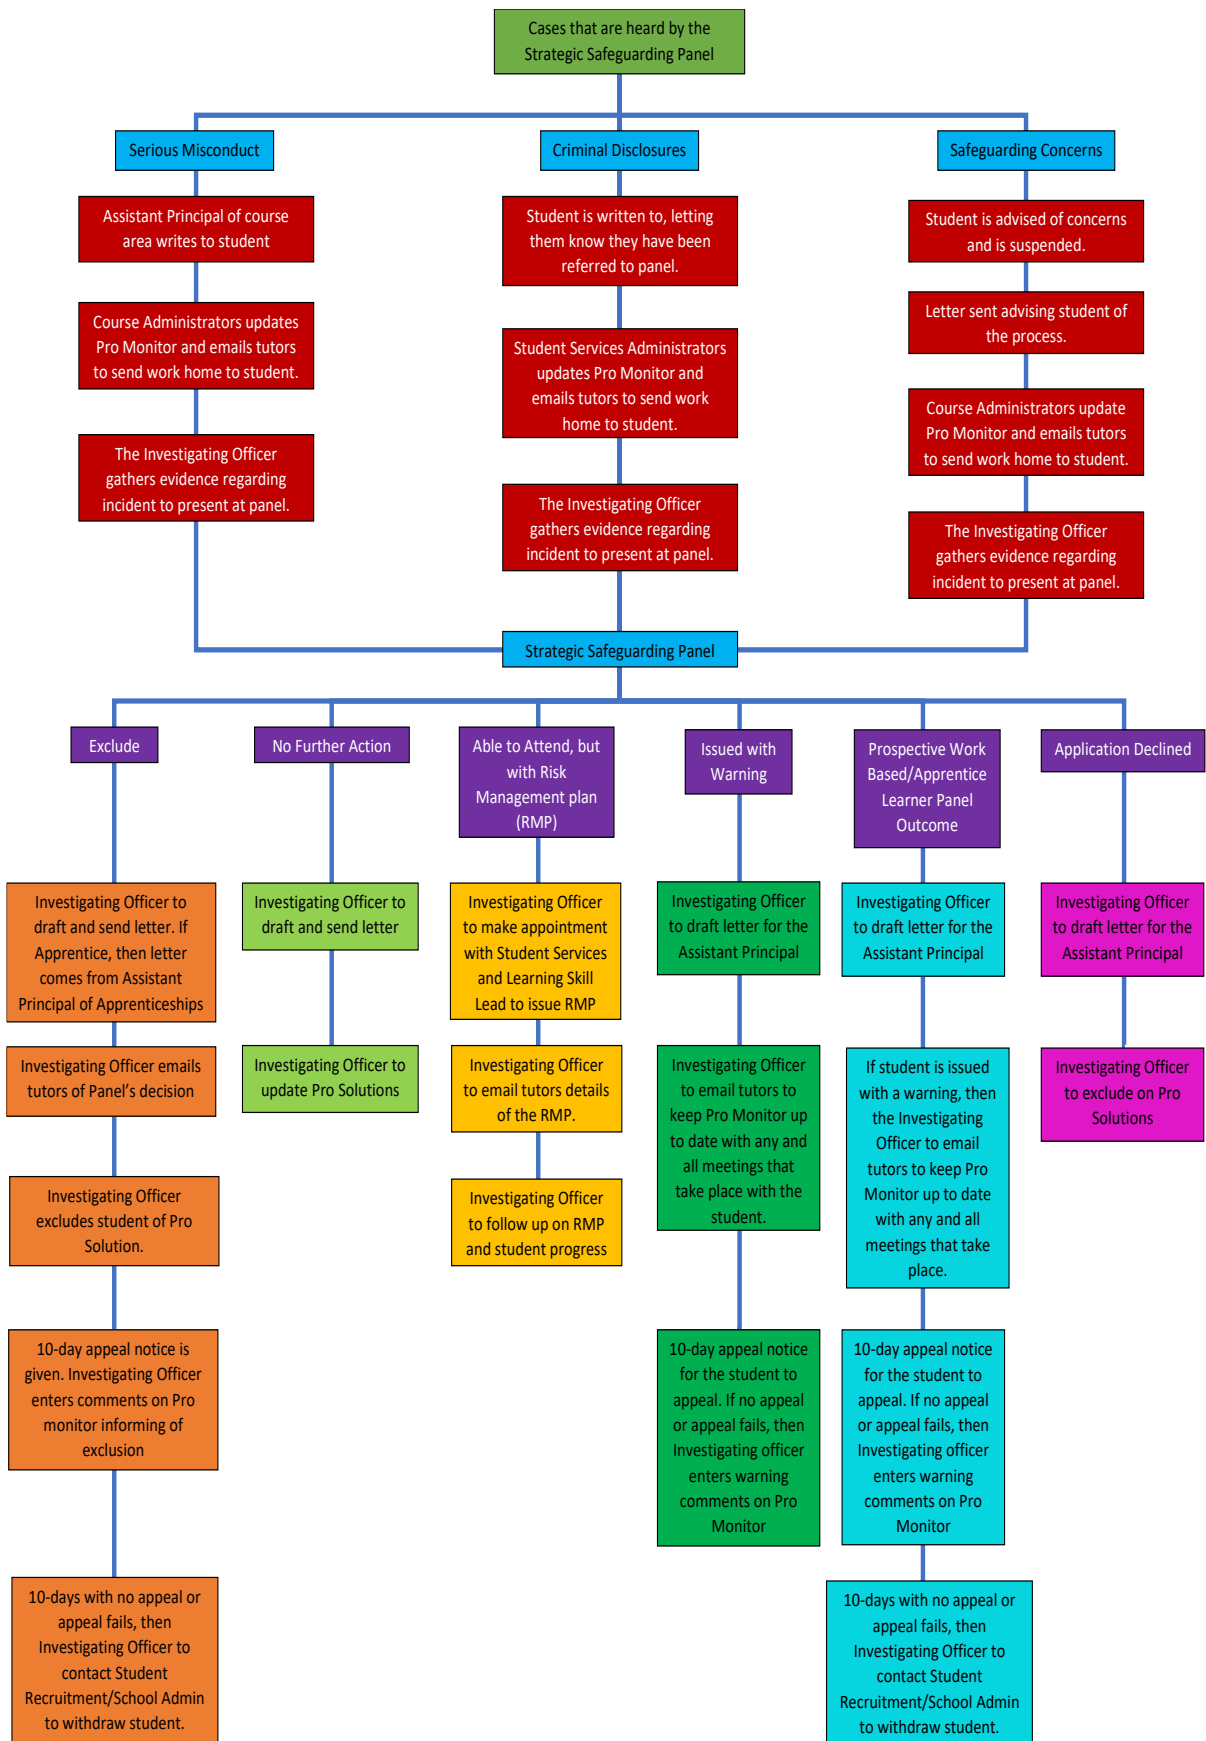 Cases that are heard by the
Strategic Safeguarding Panel
Serious Misconduct
Criminal Disclosures
Safeguarding Concerns
Assistant Principal of course
area writes to student
Course Administrators updates
Pro Monitor and emails tutors
to send work home to student.
The Investigating Officer
gathers evidence regarding
incident to present at panel.
Student is written to, letting
them know they have been
referred to panel.
Student Services Administrators
updates Pro Monitor and
emails tutors to send work
home to student.
The Investigating Officer
gathers evidence regarding
incident to present at panel.
Student is advised of concerns
and is suspended.
Letter sent advising student of
the process.
Course Administrators update
Pro Monitor and emails tutors
to send work home to student.
The Investigating Officer
gathers evidence regarding
incident to present at panel.
Strategic Safeguarding Panel
Exclude
Investigating Officer to
draft and send letter. If
Apprentice, then letter
comes from Assistant
Principal of Apprenticeships
Investigating Officer emails
tutors of Panel’s decision
Investigating Officer
excludes student of Pro
Solution.
10-day appeal notice is
given. Investigating Officer
enters comments on Pro
monitor informing of
exclusion
10-days with no appeal or
appeal fails, then
Investigating Officer to
contact Student
Recruitment/School Admin
to withdraw student.
No Further Action
Investigating Officer to
draft and send letter
Investigating Officer to
update Pro Solutions
Able to Attend, but
with Risk
Management plan
(RMP)
Investigating Officer
to make appointment
with Student Services
and Learning Skill
Lead to issue RMP
Investigating Officer
to email tutors details
of the RMP.
Investigating Officer
to follow up on RMP
and student progress
Issued with
Warning
Investigating Officer
to draft letter for the
Assistant Principal
Investigating Officer
to email tutors to
keep Pro Monitor up
to date with any and
all meetings that
take place with the
student.
10-day appeal notice
for the student to
appeal. If no appeal
or appeal fails, then
Investigating officer
enters warning
comments on Pro
Monitor
Prospective Work
Based/Apprentice
Learner Panel
Outcome
Investigating Officer
to draft letter for the
Assistant Principal
If student is issued
with a warning, then
the Investigating
Officer to email
tutors to keep Pro
Monitor up to date
with any and all
meetings that take
place.
10-day appeal notice
for the student to
appeal. If no appeal
or appeal fails, then
Investigating officer
enters warning
comments on Pro
Monitor
10-days with no appeal or
appeal fails, then
Investigating Officer to
contact Student
Recruitment/School Admin
to withdraw student.
Application Declined
Investigating Officer
to draft letter for the
Assistant Principal
Investigating Officer
to exclude on Pro
Solutions